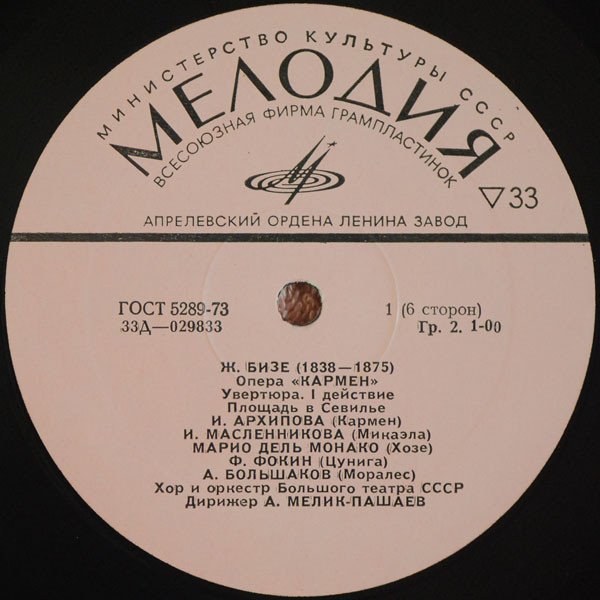 МИНИСТЕРСТВО КУЛЬТУРЫ СССР
МЕЛОДИЯ
ВСЕСОЮЗНАЯ ФИРМА ГРАМПЛАСТИНОК
▽33
АПРЕЛЕВСКИЙ ОРДЕНА ЛЕНИНА ЗАВОД
ГОСТ 5289-73
33Д—029833
1 (6 сторон)
Гр. 2. 1-00
Ж. БИЗЕ (1838—1875)
Опера «КАРМЕН»
Увертюра. I действие
Площадь в Севилье
И. АРХИПОВА (Кармен)
И. МАСЛЕННИКОВА (Микаэла)
МАРИО ДЕЛЬ МОНАКО (Хозе)
Ф. ФОКИН (Цунига)
А. БОЛЬШАКОВ (Моралес)
Хор и оркестр Большого театра СССР
Дирижер А. МЕЛИК-ПАШАЕВ